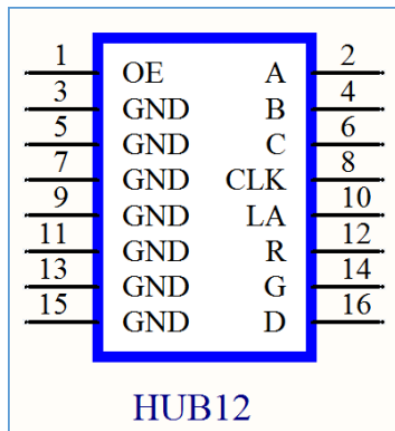 1 OE A 2
3 GND B 4
5 GND C 6
7 GND CLK 8
9 GND LA 10
11 GND R 12
13 GND G 14
15 GND D 16
HUB12